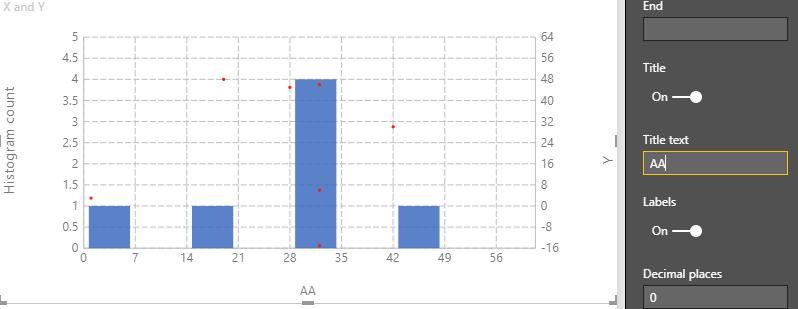 X and Y
5
4.5
4
3.5
3
2.5
2
1.5
1
0.5
0
Histogram count
0 7 14 21 28 35 42 49 56
AA
64
56
48
40
32
24
16
8
0
-8
-16
Y
End
Title
On
Title text
AA
Labels
On
Decimal places
0